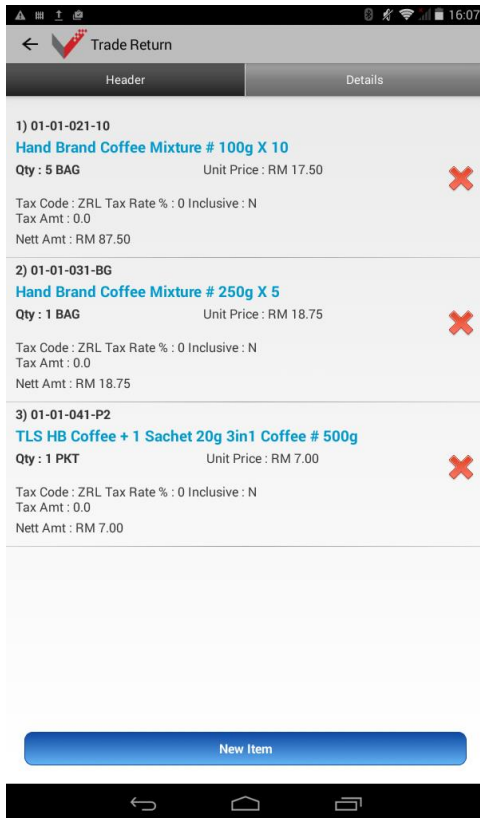 16:07
Trade Return
Header Details
1) 01-01-021-10
Hand Brand Coffee Mixture # 100g X 10
Qty : 5 BAG Unit Price : RM 17.50
Tax Code : ZRL Tax Rate % : 0 Inclusive : N
Tax Amt : 0.0
Nett Amt : RM 87.50
2) 01-01-031-BG
Hand Brand Coffee Mixture # 250g X 5
Qty : 1 BAG Unit Price : RM 18.75
Tax Code : ZRL Tax Rate % : 0 Inclusive : N
Tax Amt : 0.0
Nett Amt : RM 18.75
3) 01-01-041-P2
TLS HB Coffee + 1 Sachet 20g 3in1 Coffee # 500g
Qty : 1 PKT Unit Price : RM 7.00
Tax Code : ZRL Tax Rate % : 0 Inclusive : N
Tax Amt : 0.0
Nett Amt : RM 7.00
New Item